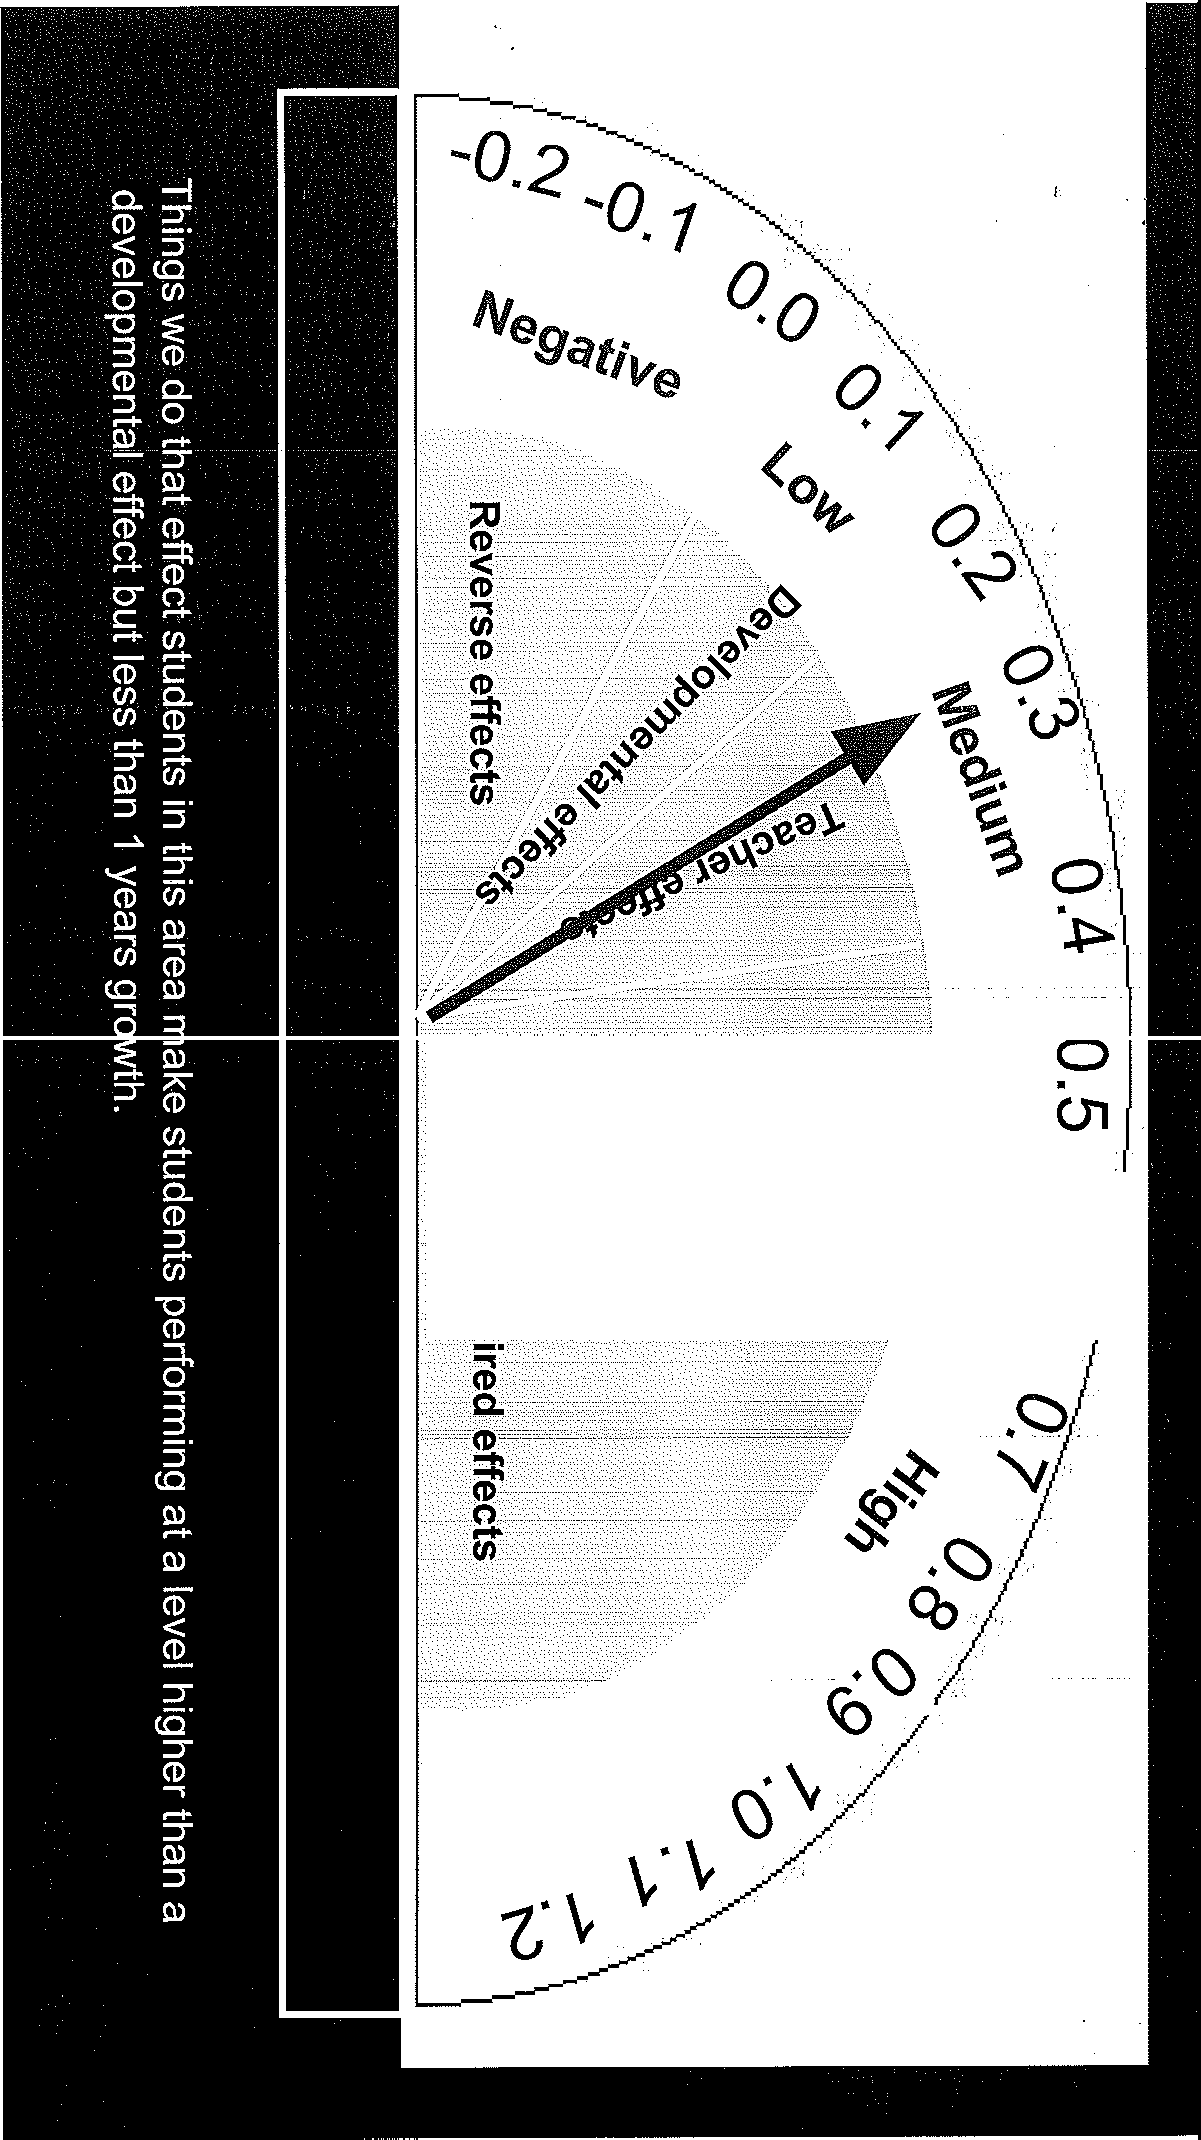 -0.2
-0.1
0.0
0.1
0.2
0.3
0.4
0.5
0.7
0.8
0.9
1.0
1.1
1.2
Negative
Low
Medium
High
Reverse effects
Developmental effects
Teacher effects
ired effects
Things we do that effect students in this area make students performing at a level higher than a
developmental effect but less than 1 years growth.